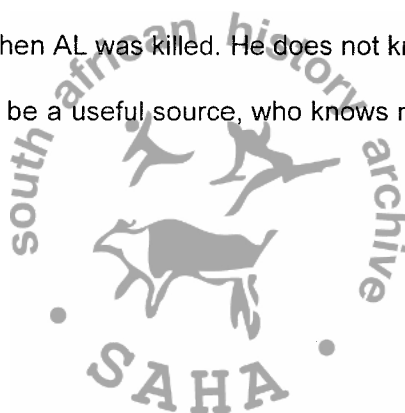 hen AL was killed. He does not k
be a useful source, who knows
south african history archive
SAHA